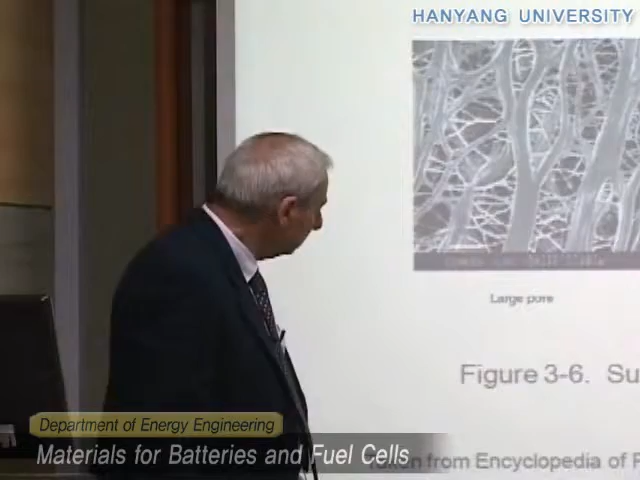 HANYANG UNIVERSITY
Large pore
Figure 3-6. Su
Department of Energy Engineering
Materials for Batteries and Fuel Cells
from Encyclopedia of